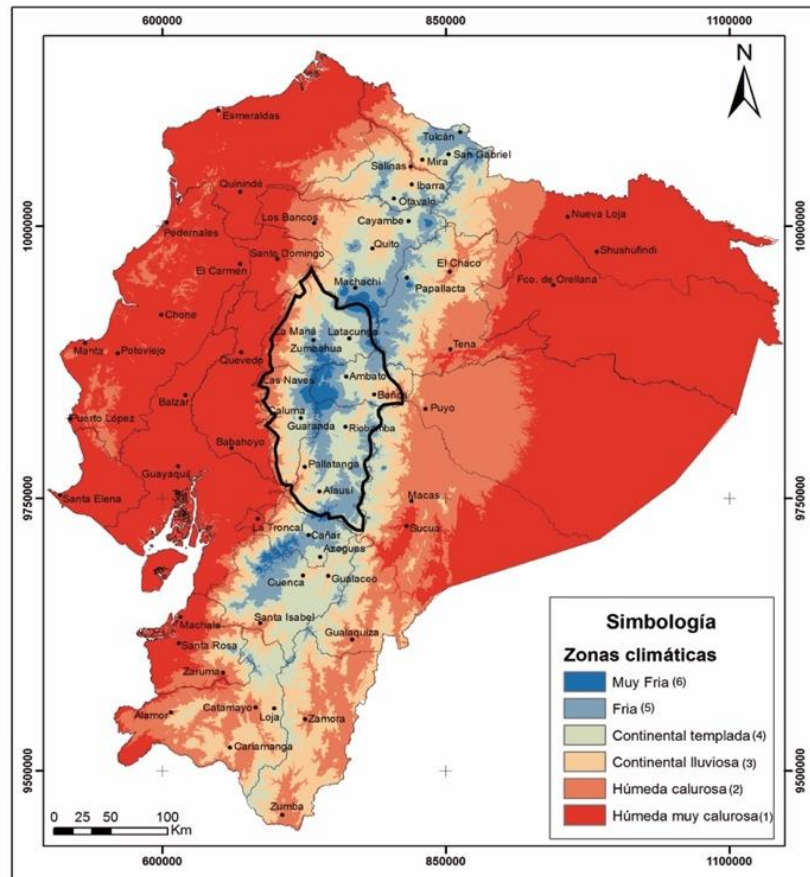 600000 850000 1100000
N
Esmeraldas
Tulcán
San Gabriel
Mira
Salinas
Ibarra
Quinindé
Otavalo
Nueva Loja
Los Bancos
Cayambe
10000000 10000000
Pedernales
Quito
Shushufindi
Santo Domingo
El Carmen
El Chaco
Papallacta
Fco. de Orellana
Machachi
Chone
La Maná
Latacunga
Manta
Potoviejo
Zumbahua
Tena
Quevedo
Ambato
Las Naves
Baños
Balzar
Puyo
Puerto López
Caluma
Guaranda
Riobamba
Babahoyo
Guayaquil
Pallatanga
Santa Elena
Alausí
Macas
9750000 9750000
La Troncal
Sucua
Cañar
Azogues
Cuenca
Gualaceo
Machala
Santa Isabel
Santa Rosa
Gualaquiza
Zaruma
Catamayo
Alamor
Loja
Zamora
Cariamanga
9500000 9500000
Zumba
Simbología
Zonas climáticas
Muy Fria (6)
Fria (5)
Continental templada (4)
Continental lluviosa (3)
Húmeda calurosa (2)
Húmeda muy calurosa (1)
0 25 50 100
Km
600000 850000 1100000